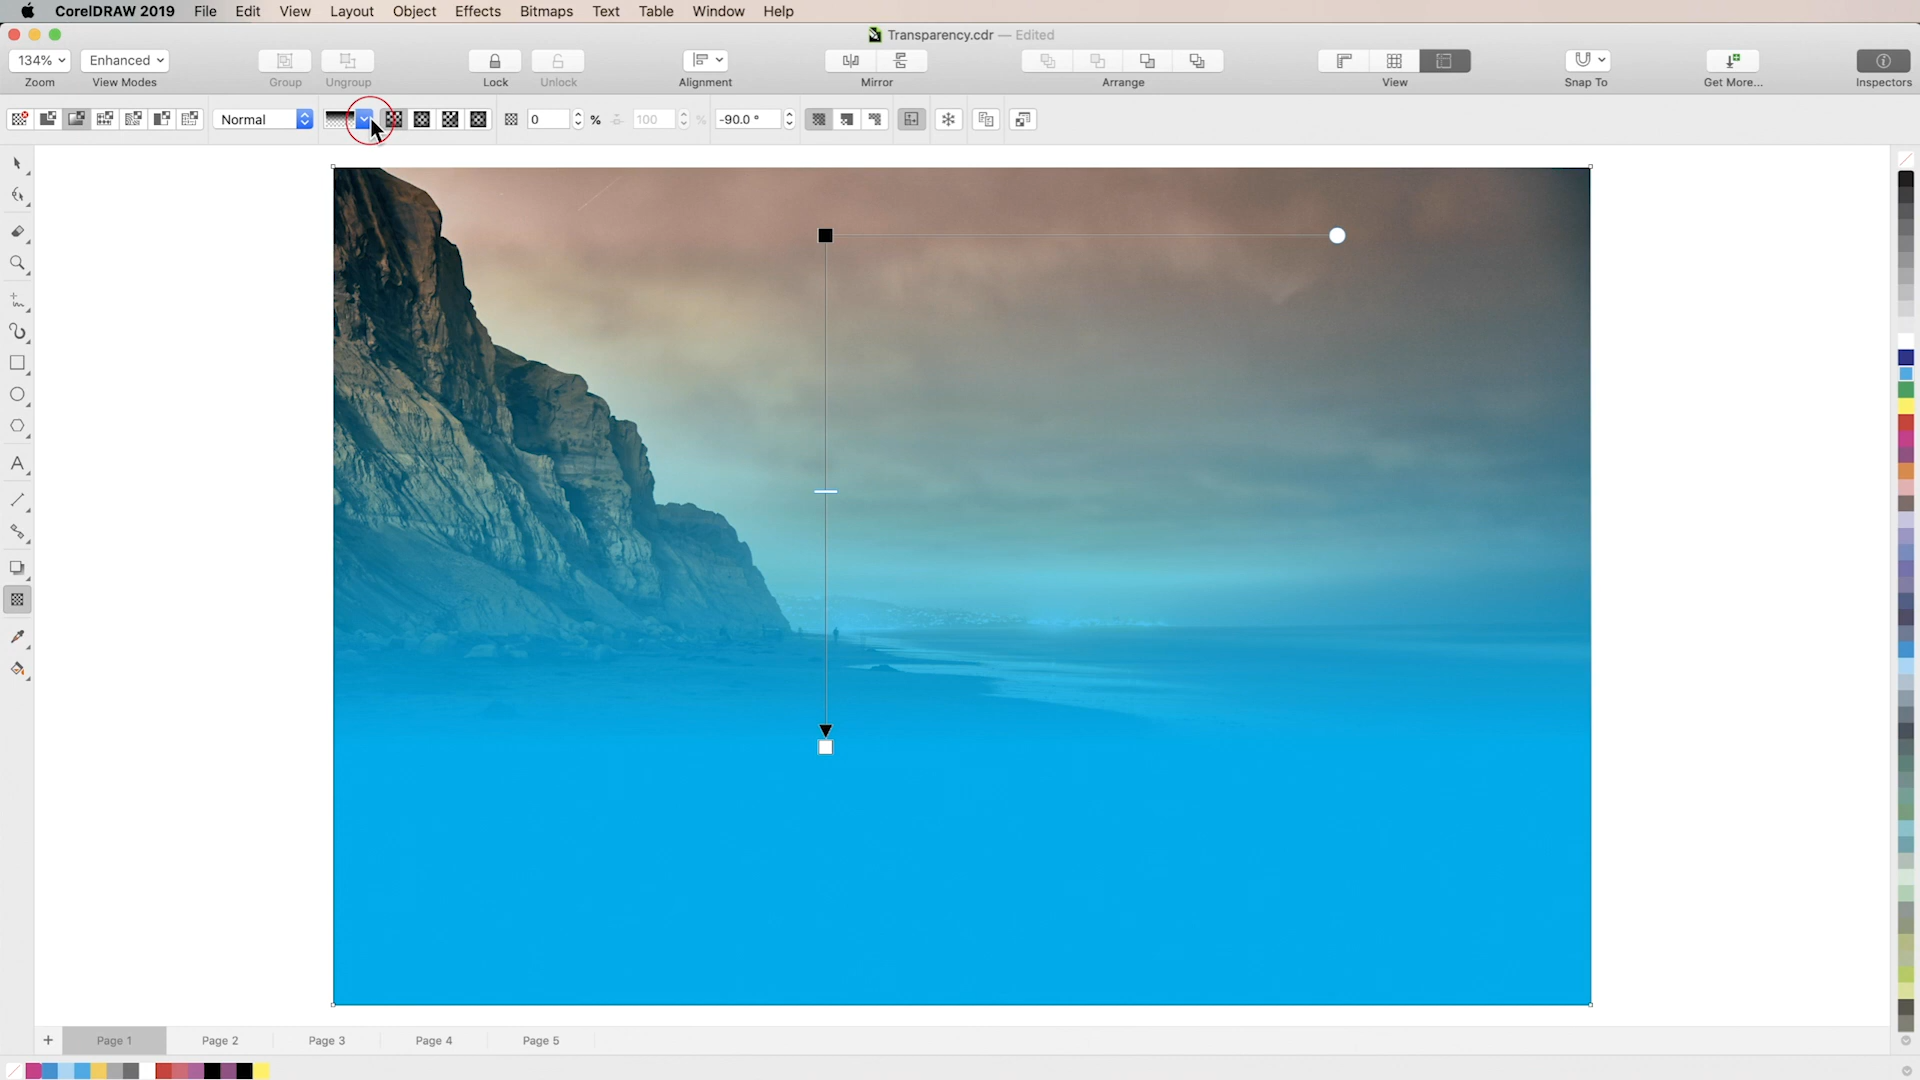 CorelDRAW 2019 File Edit View Layout Object Effects Bitmaps Text Table Window Help
Transparency.cdr — Edited
134% Enhanced
Zoom View Modes Group Ungroup Lock Unlock Alignment Mirror Arrange View Snap To Get More... Inspectors
Normal 0 % 100 % -90.0 °
Page 1 Page 2 Page 3 Page 4 Page 5